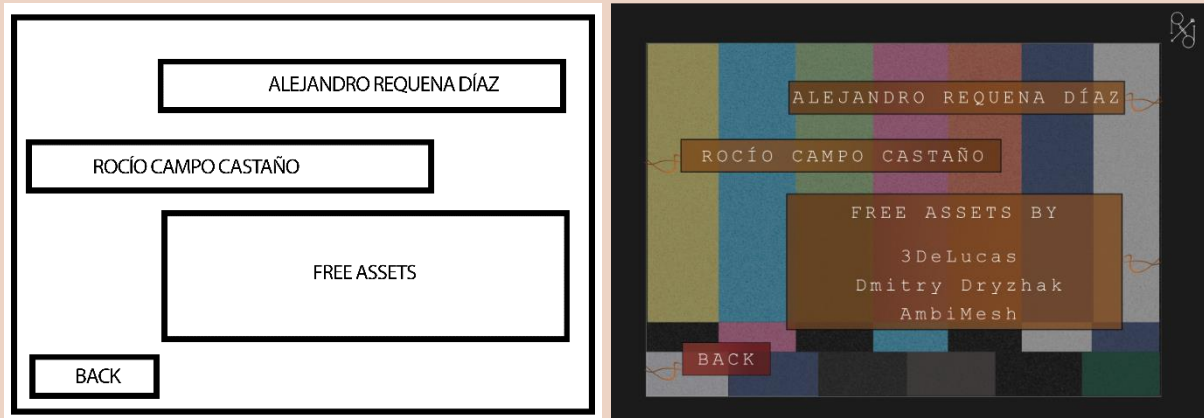 ALEJANDRO REQUENA DÍAZ
ROCÍO CAMPO CASTAÑO
FREE ASSETS
BACK
ALEJANDRO REQUENA DÍAZ
ROCÍO CAMPO CASTAÑO
FREE ASSETS BY
3DeLucas
Dmitry Dryzhak
AmbiMesh
BACK